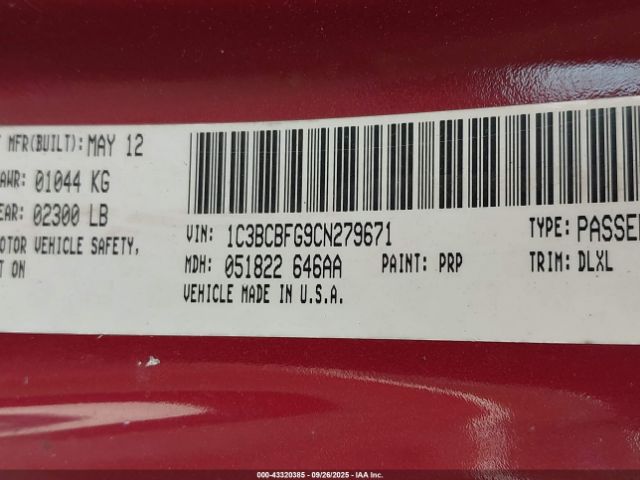 MFR(BUILT): MAY 12
AWR: 01044 KG
EAR: 02300 LB
OTOR VEHICLE SAFETY,
T ON
VIN: 1C3BCBFG9CN279671
TYPE: PASSE
MDH: 051822 646AA
PAINT: PRP
TRIM: DLXL
VEHICLE MADE IN U.S.A.
000-43320385 - 09/26/2025 - IAA Inc.